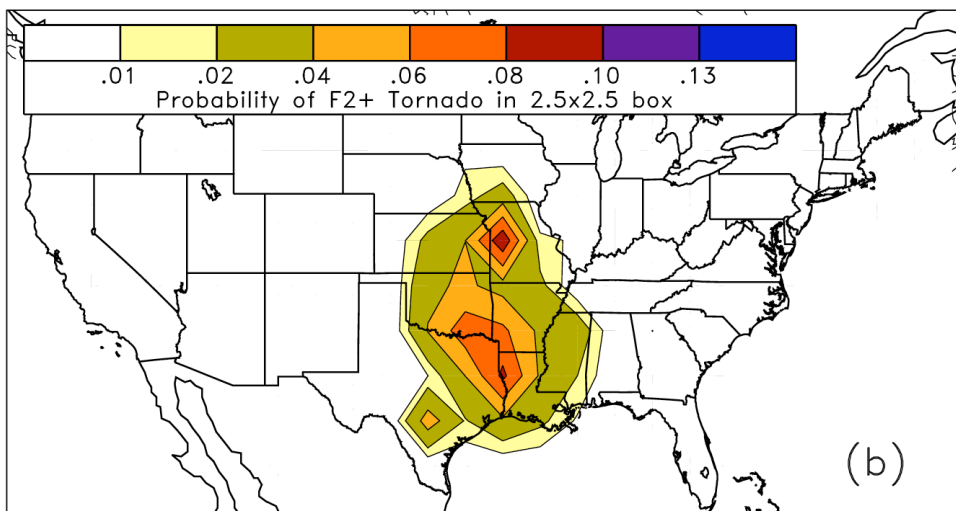 .01 .02 .04 .06 .08 .10 .13
Probability of F2+ Tornado in 2.5x2.5 box
(b)